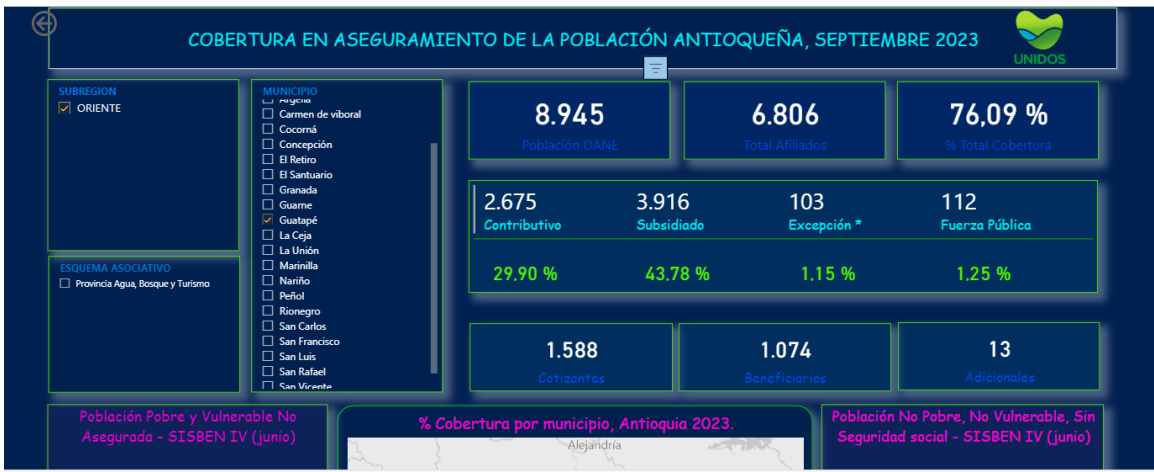 COBERTURA EN ASEGURAMIENTO DE LA POBLACIÓN ANTIOQUEÑA, SEPTIEMBRE 2023
UNIDOS
SUBREGION
ORIENTE
ESQUEMA ASOCIATIVO
Provincia Agua, Bosque y Turismo
MUNICIPIO
Argelia
Carmen de viboral
Cocorná
Concepción
El Retiro
El Santuario
Granada
Guarne
Guatapé
La Ceja
La Unión
Marinilla
Nariño
Peñol
Rionegro
San Carlos
San Francisco
San Luis
San Rafael
San Vicente
8.945
Población DANE
6.806
Total Afiliados
76,09 %
% Total Cobertura
2.675
Contributivo
3.916
Subsidiado
103
Excepción *
112
Fuerza Pública
29.90 %
43.78 %
1.15 %
1,25 %
1.588
Cotizantes
1.074
Beneficiarios
13
Adicionales
Población Pobre y Vulnerable No
Asegurada - SISBEN IV (junio)
% Cobertura por municipio, Antioquia 2023.
Alejandría
Población No Pobre, No Vulnerable, Sin
Seguridad social - SISBEN IV (junio)